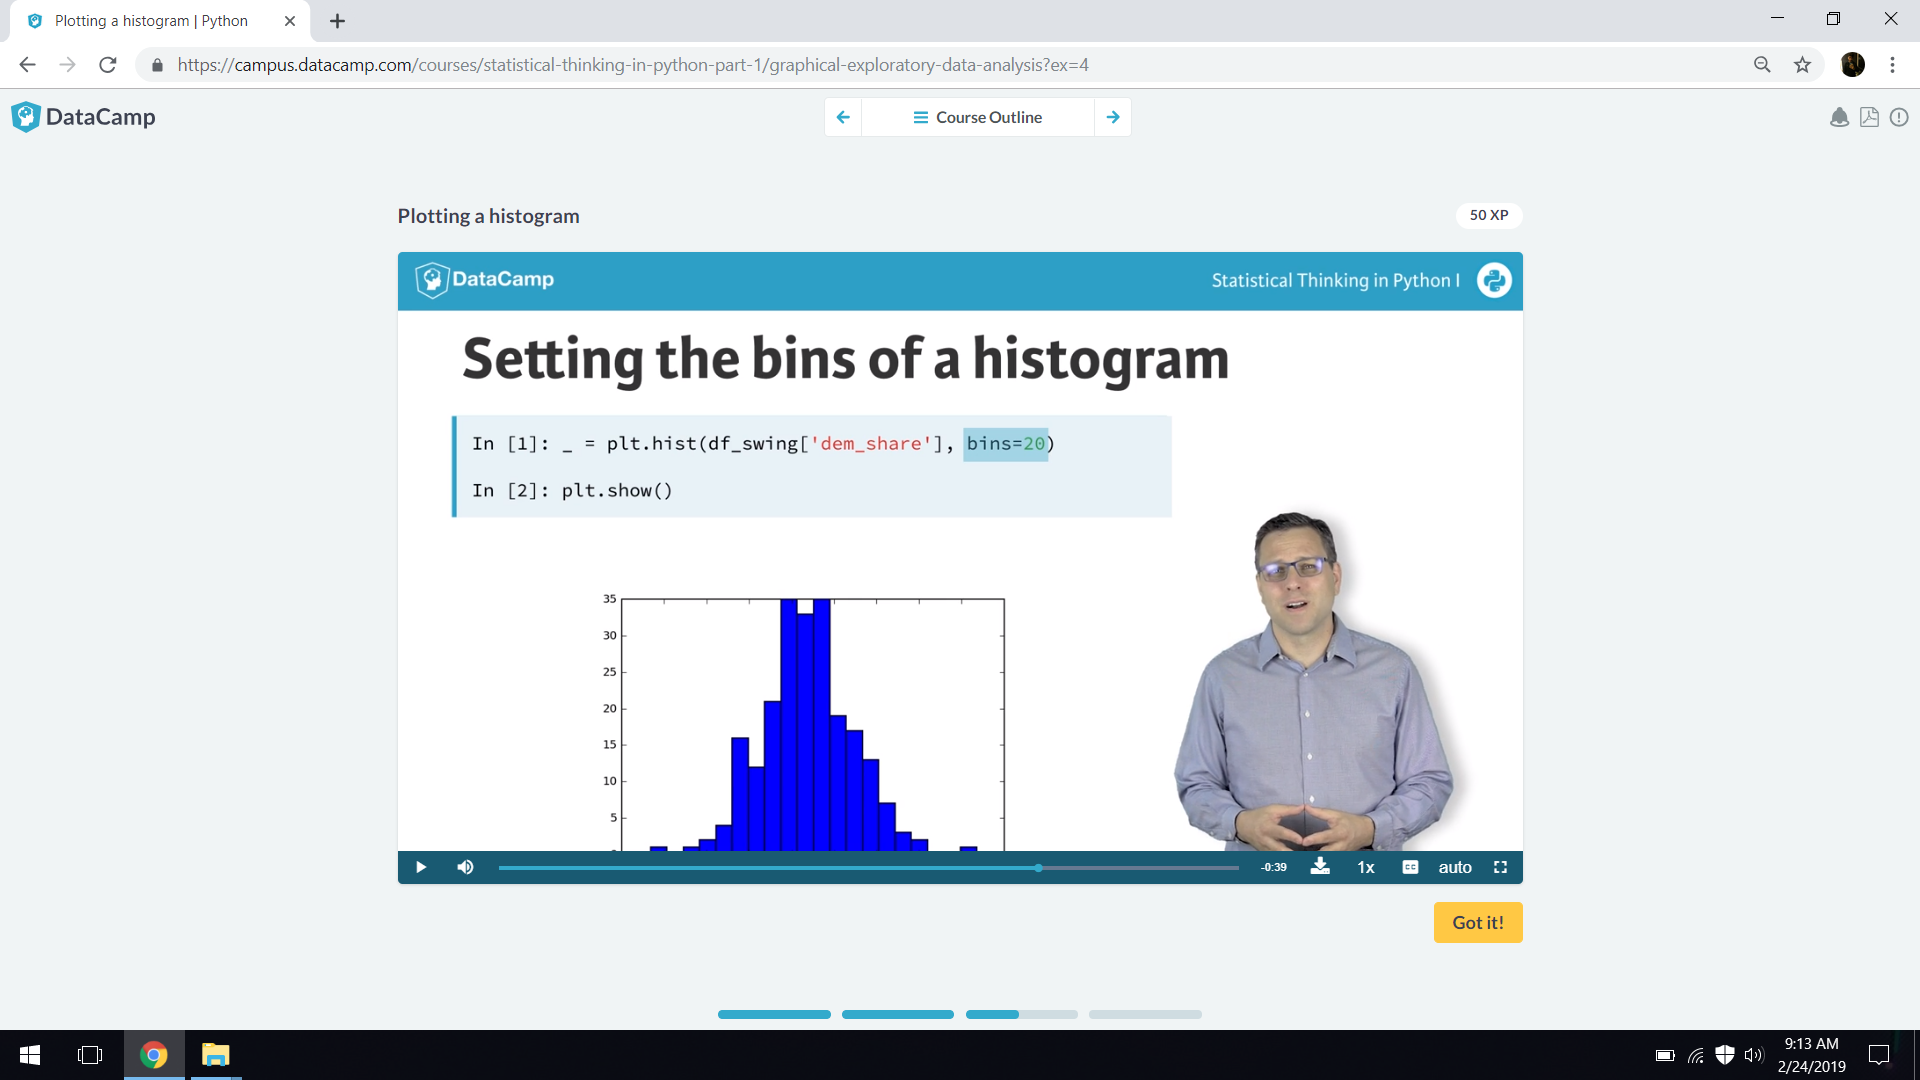 Plotting a histogram | Python
https://campus.datacamp.com/courses/statistical-thinking-in-python-part-1/graphical-exploratory-data-analysis?ex=4
DataCamp
Course Outline
Plotting a histogram
50 XP
DataCamp
Statistical Thinking in Python I
Setting the bins of a histogram
In [1]: _ = plt.hist(df_swing['dem_share'], bins=20)
In [2]: plt.show()
35
30
25
20
15
10
5
-0:39
1x
CC
auto
Got it!
9:13 AM
2/24/2019